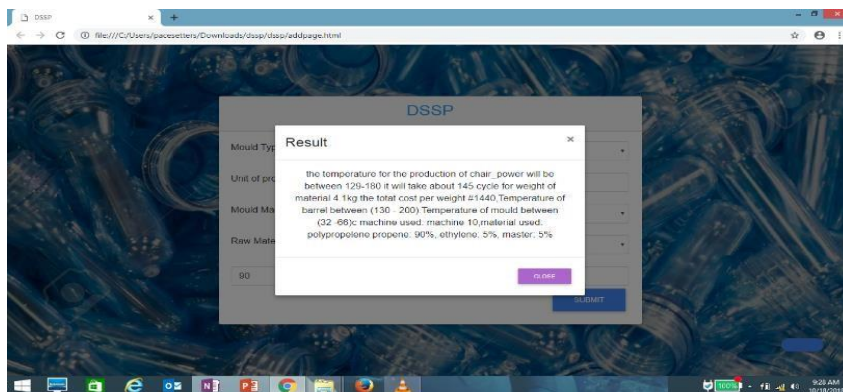 DSSP
file:///C:/Users/pacesetters/Downloads/dssp/dssp/addpage.html
DSSP
Result
Mould Typ
Unit of pro
Mould Ma
Raw Mate
90
the temperature for the production of chair_power will be
between 129-180 it will take about 145 cycle for weight of
material 4.1kg the total cost per weight #1440,Temperature of
barrel between (130 - 200) Temperature of mould between
(32 -66)c machine used: machine 10,material used:
polypropelene propene: 90%, ethylene: 5%, master: 5%
CLOSE
SUBMIT
100%
9:28 AM